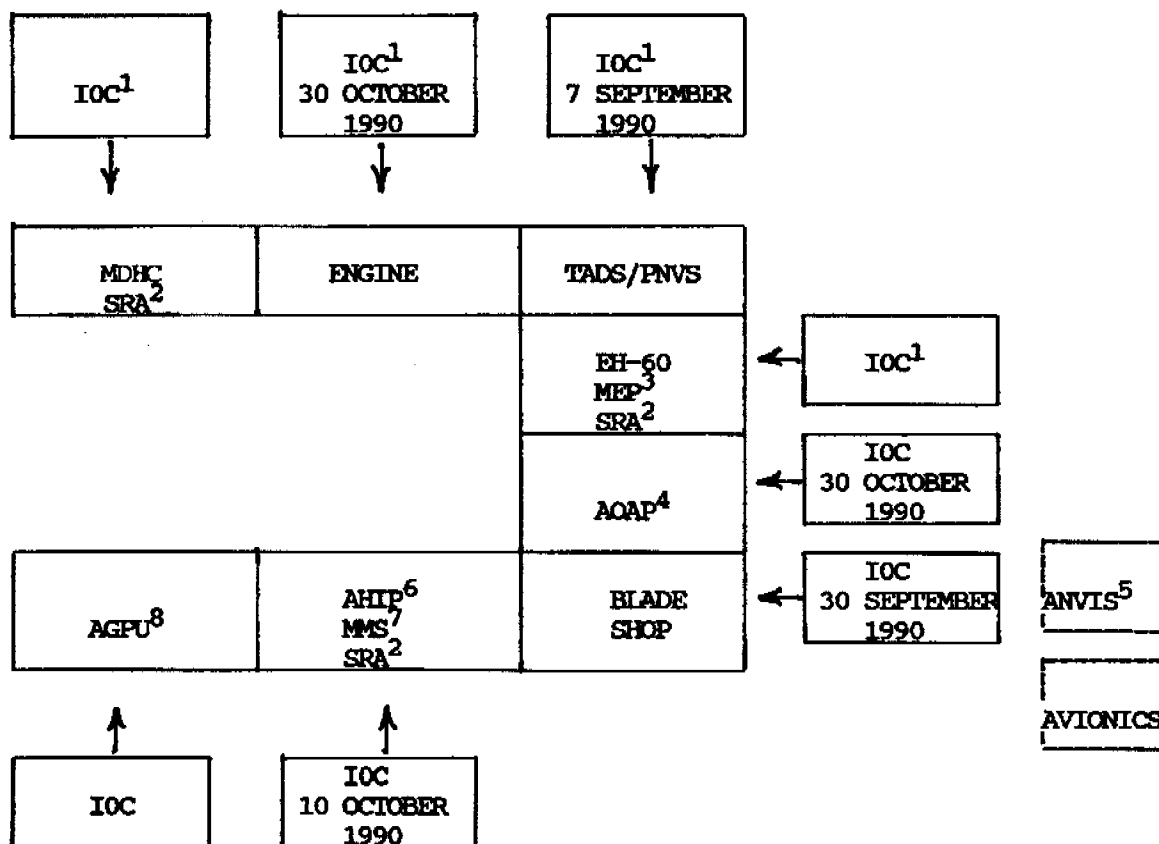 IOC¹
IOC¹
30 OCTOBER
1990
IOC¹
7 SEPTEMBER
1990
MDHC
SRA²
ENGINE
TADS/PNVS
EH-60
MEP³
SRA²
IOC¹
AOAP⁴
IOC
30 OCTOBER
1990
AGPU⁸
AHIP⁶
MMS⁷
SRA²
BLADE
SHOP
IOC
30 SEPTEMBER
1990
ANVIS⁵
AVIONICS
IOC
IOC
10 OCTOBER
1990